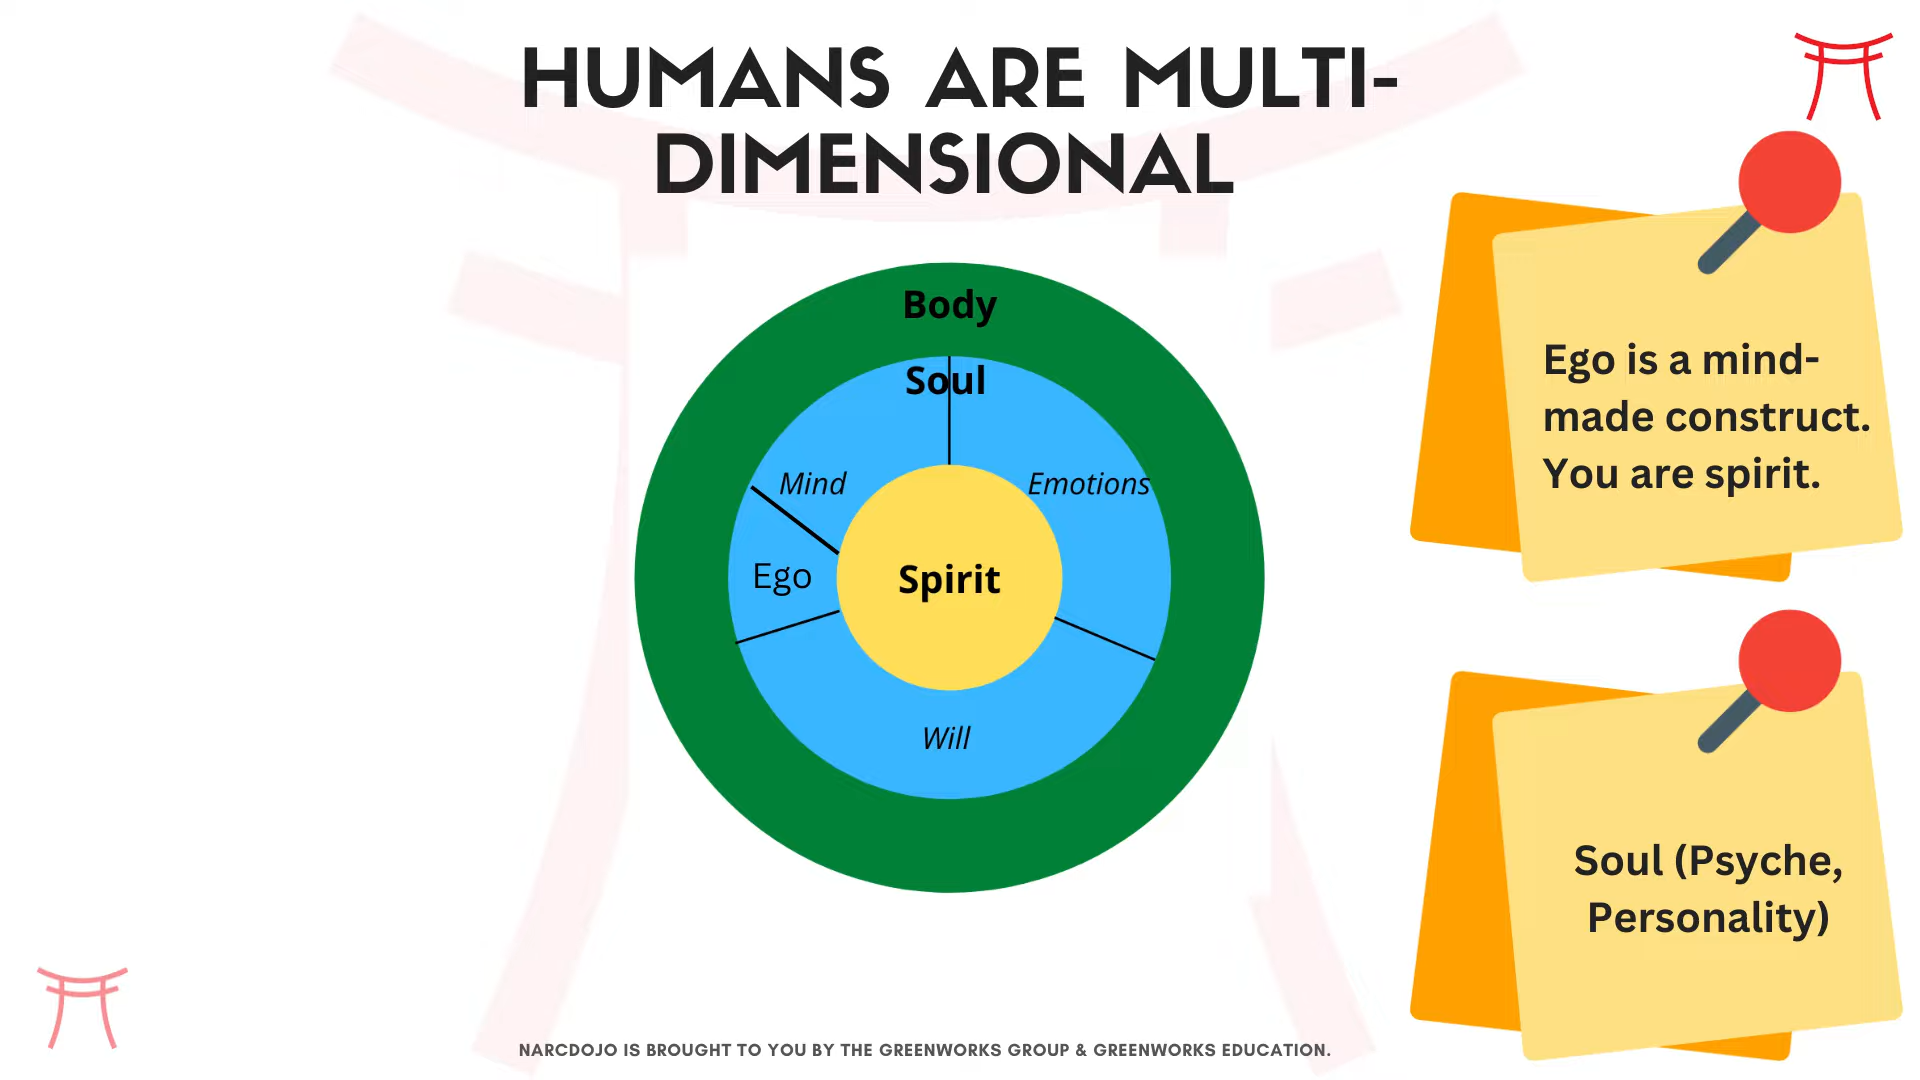 HUMANS ARE MULTI-
DIMENSIONAL
Body
Soul
Mind
Emotions
Ego
Spirit
Will
Ego is a mind-
made construct.
You are spirit.
Soul (Psyche,
Personality)
NARCDOJO IS BROUGHT TO YOU BY THE GREENWORKS GROUP & GREENWORKS EDUCATION.